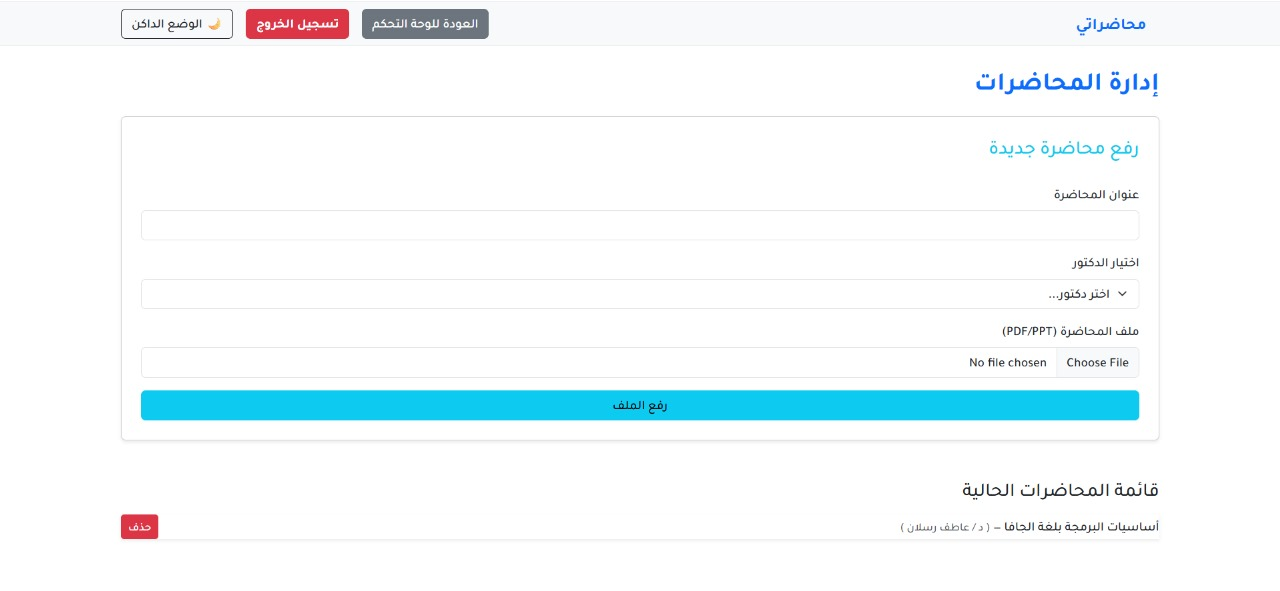 محاضراتي
العودة للوحة التحكم
تسجيل الخروج
🌙 الوضع الداكن
إدارة المحاضرات
رفع محاضرة جديدة
عنوان المحاضرة
اختيار الدكتور
اختر دكتور...
ملف المحاضرة (PDF/PPT)
Choose File No file chosen
رفع الملف
قائمة المحاضرات الحالية
أساسيات البرمجة بلغة الجافا – ( د / عاطف رسلان )
حذف